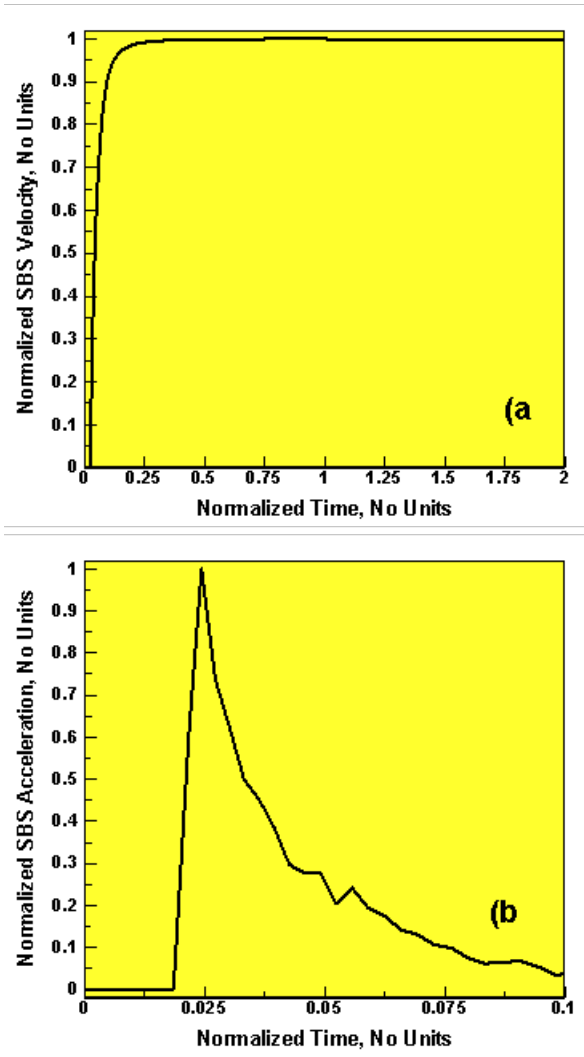 1
0.9
0.8
0.7
0.6
0.5
0.4
0.3
0.2
0.1
0
Normalized SBS Velocity, No Units
(a
0 0.25 0.5 0.75 1 1.25 1.5 1.75 2
Normalized Time, No Units
1
0.9
0.8
0.7
0.6
0.5
0.4
0.3
0.2
0.1
0
Normalized SBS Acceleration, No Units
(b
0 0.025 0.05 0.075 0.1
Normalized Time, No Units